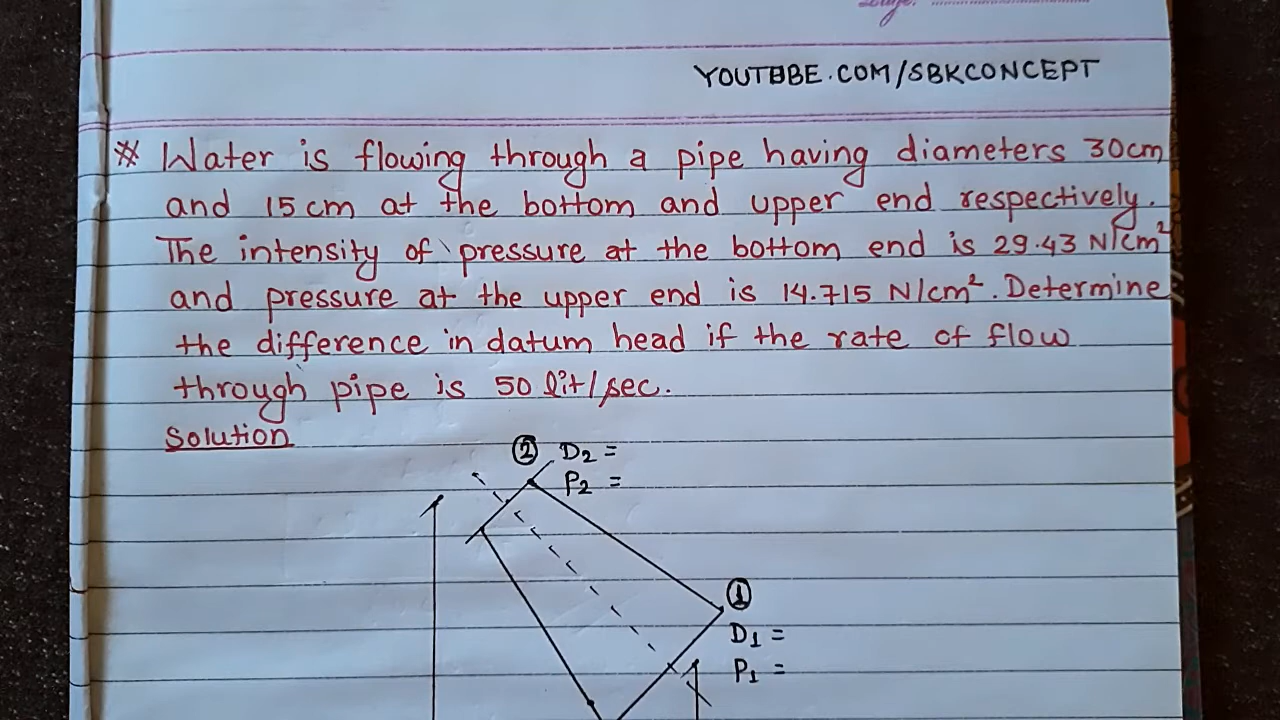 YOUTUBE.COM/SBKCONCEPT
* Water is flowing through a pipe having diameters 30cm
and 15 cm at the bottom and upper end respectively.
The intensity of pressure at the bottom end is 29.43 N/cm²
and pressure at the upper end is 14.715 N/cm². Determine
the difference in datum head if the rate of flow
through pipe is 50 lit/sec.
Solution
② D₂ =
P₂ =
①
D₁ =
P₁ =